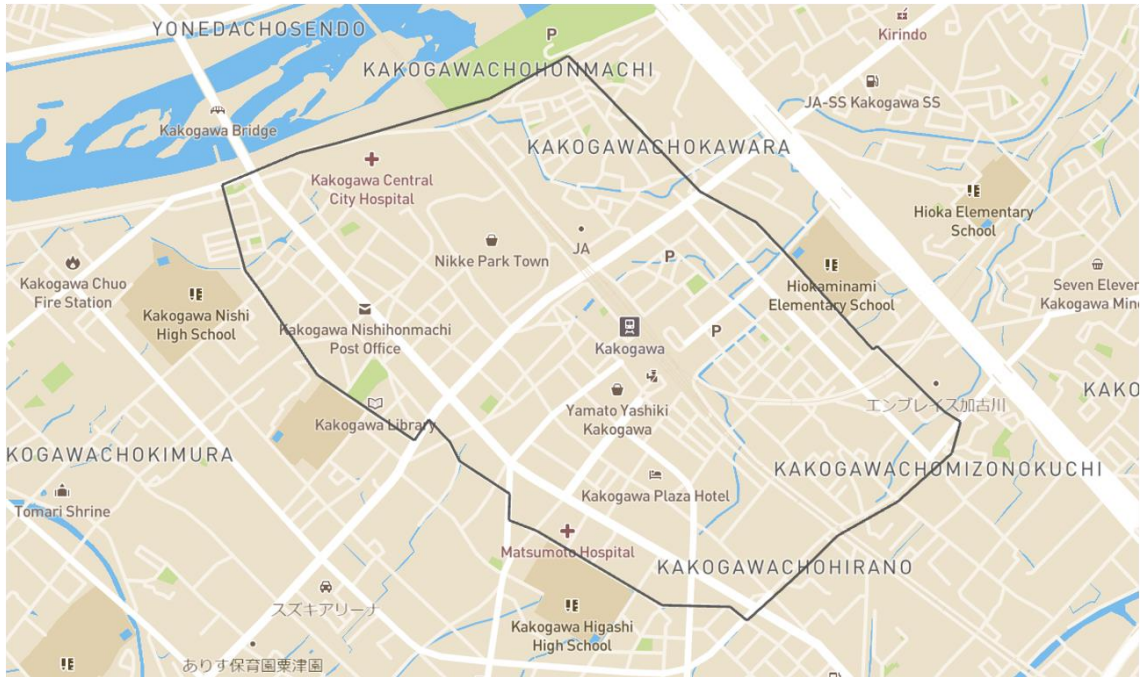 YONEDACHOSENDO
P
Kirindo
KAKOGAWACHOHONMACHI
JA-SS Kakogawa SS
Kakogawa Bridge
KAKOGAWACHOKAWARA
Kakogawa Central
City Hospital
Hioka Elementary
School
JA
Nikke Park Town
P
Kakogawa Chuo
Fire Station
Hiokaminami
Elementary School
Seven Eleven
Kakogawa Mino
Kakogawa Nishi
High School
Kakogawa Nishihonmachi
Post Office
P
Kakogawa
KAKO
エンブレイス加古川
Yamato Yashiki
Kakogawa
Kakogawa Library
KOGAWACHOKIMURA
KAKOGAWACHOMIZONOKUCHI
Kakogawa Plaza Hotel
Tomari Shrine
Matsumoto Hospital
KAKOGAWACHOHIRANO
スズキアリーナ
Kakogawa Higashi
High School
ありす保育園粟津園